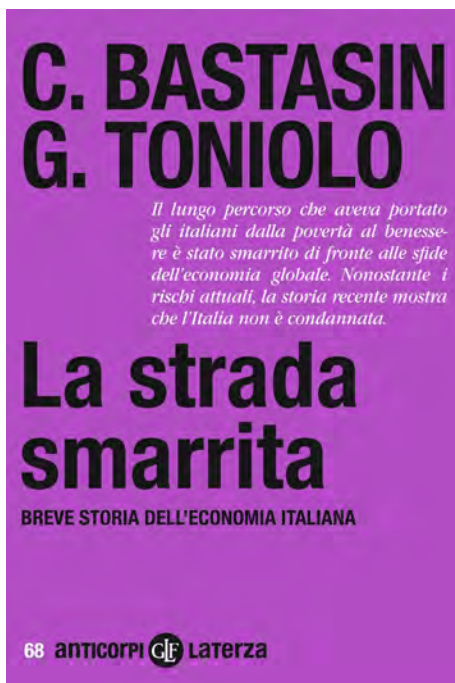 C. BASTASIN
G. TONIOLO
Il lungo percorso che aveva portato
gli italiani dalla povertà al benesse-
re è stato smarrito di fronte alle sfide
dell'economia globale. Nonostante i
rischi attuali, la storia recente mostra
che l'Italia non è condannata.
La strada
smarrita
BREVE STORIA DELL'ECONOMIA ITALIANA
68 anticorpi GLF Laterza